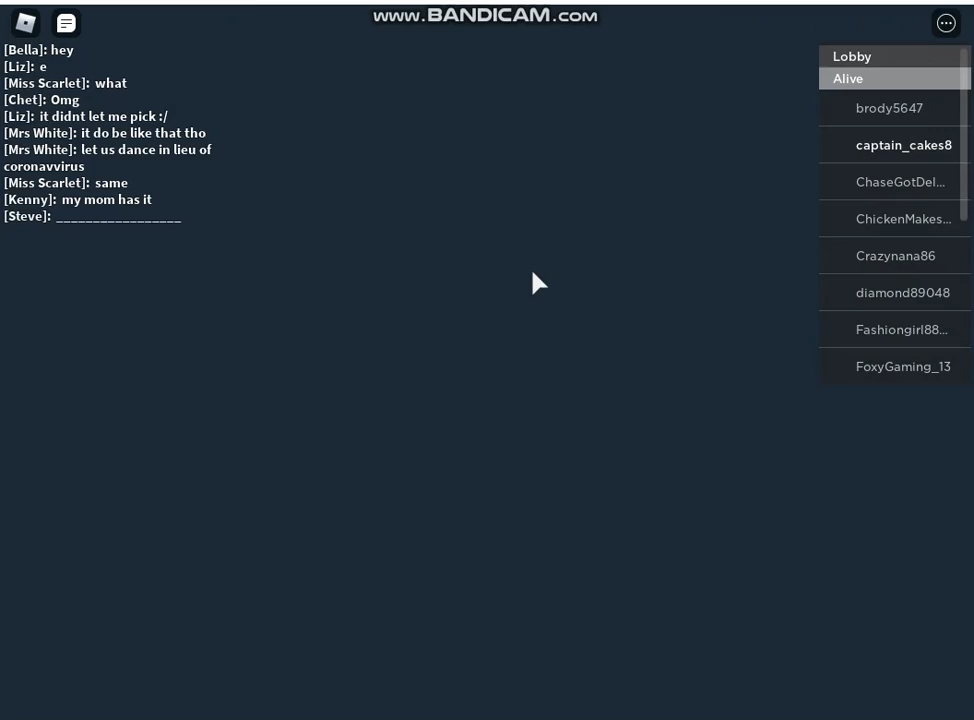 www.BANDICAM.com
[Bella]: hey
[Liz]: e
[Miss Scarlet]: what
[Chet]: Omg
[Liz]: it didnt let me pick :/
[Mrs White]: it do be like that tho
[Mrs White]: let us dance in lieu of
coronavvirus
[Miss Scarlet]: same
[Kenny]: my mom has it
[Steve]: _________________
Lobby
Alive
brody5647
captain_cakes8
ChaseGotDel...
ChickenMakes...
Crazynana86
diamond89048
Fashiongirl88...
FoxyGaming_13